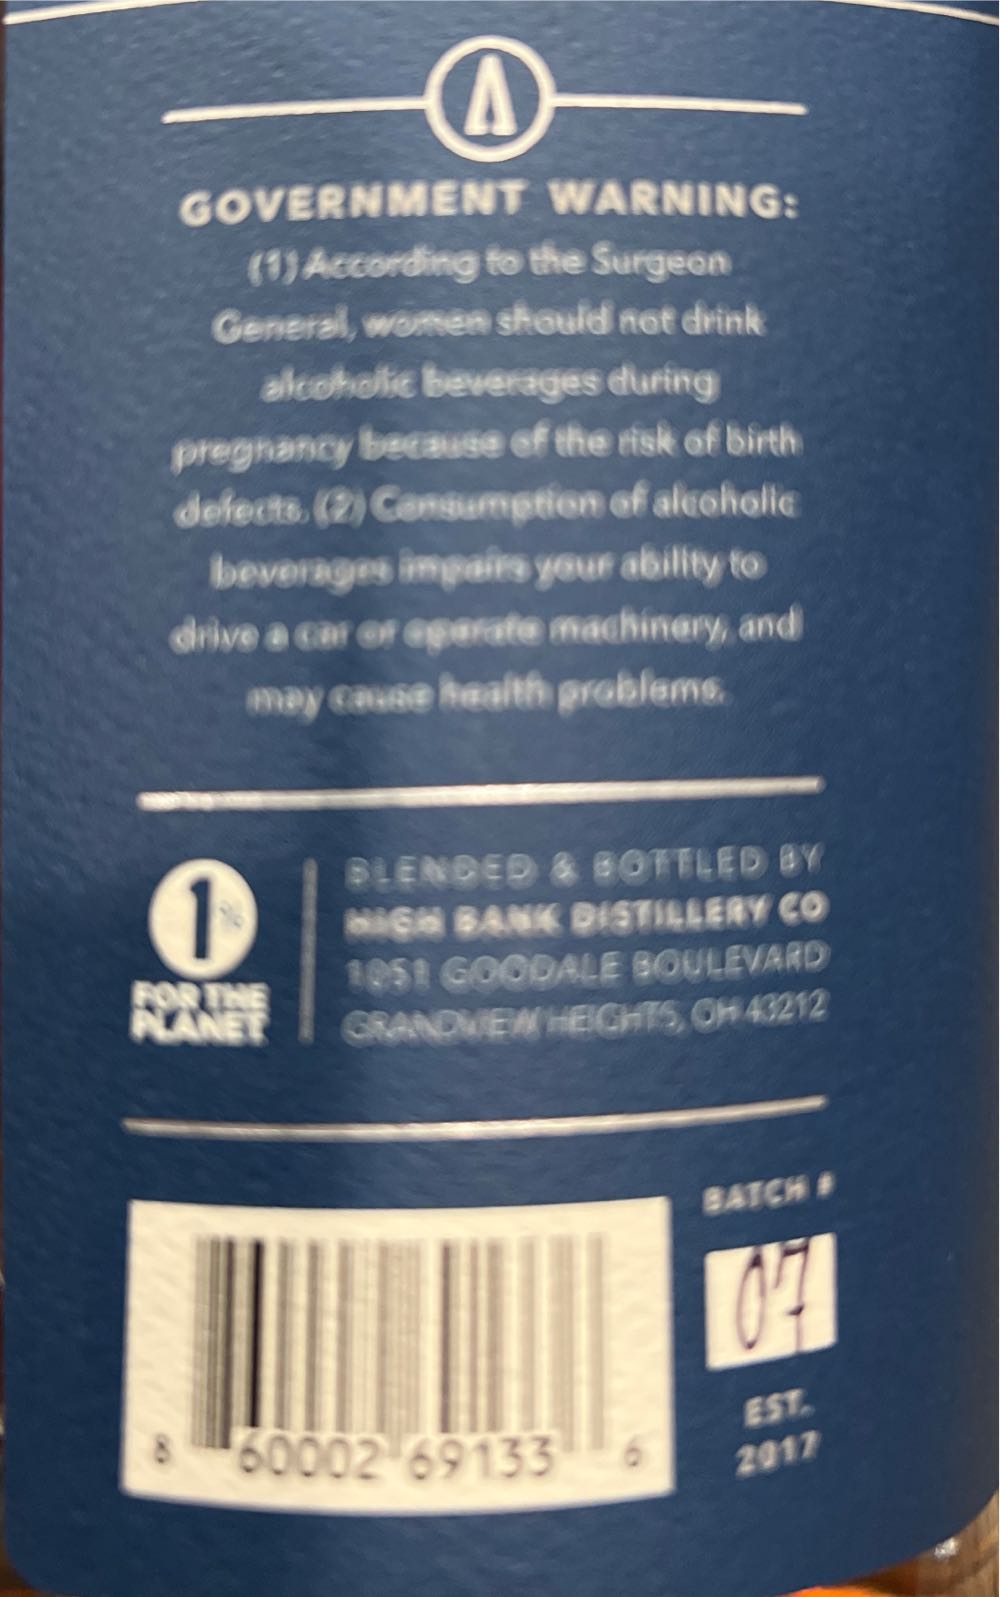 GOVERNMENT WARNING:
(1) According to the Surgeon
General, women should not drink
alcoholic beverages during
pregnancy because of the risk of birth
defects. (2) Consumption of alcoholic
beverages impairs your ability to
drive a car or operate machinery, and
may cause health problems.
1%
FOR THE
PLANET
BLENDED & BOTTLED BY
HIGH BANK DISTILLERY CO
1051 GOODALE BOULEVARD
GRANDVIEW HEIGHTS, OH 43212
BATCH #
07
EST.
2017
8 60002 69133 6